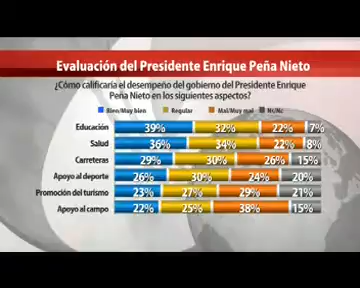 Evaluación del Presidente Enrique Peña Nieto
¿Cómo calificaría el desempeño del gobierno del Presidente Enrique
Peña Nieto en los siguientes aspectos?
Bien/Muy bien Regular Mal/Muy mal Ns/Nc
Educación 39% 32% 22% 7%
Salud 36% 34% 22% 8%
Carreteras 29% 30% 26% 15%
Apoyo al deporte 26% 30% 24% 20%
Promoción del turismo 23% 27% 29% 21%
Apoyo al campo 22% 25% 38% 15%